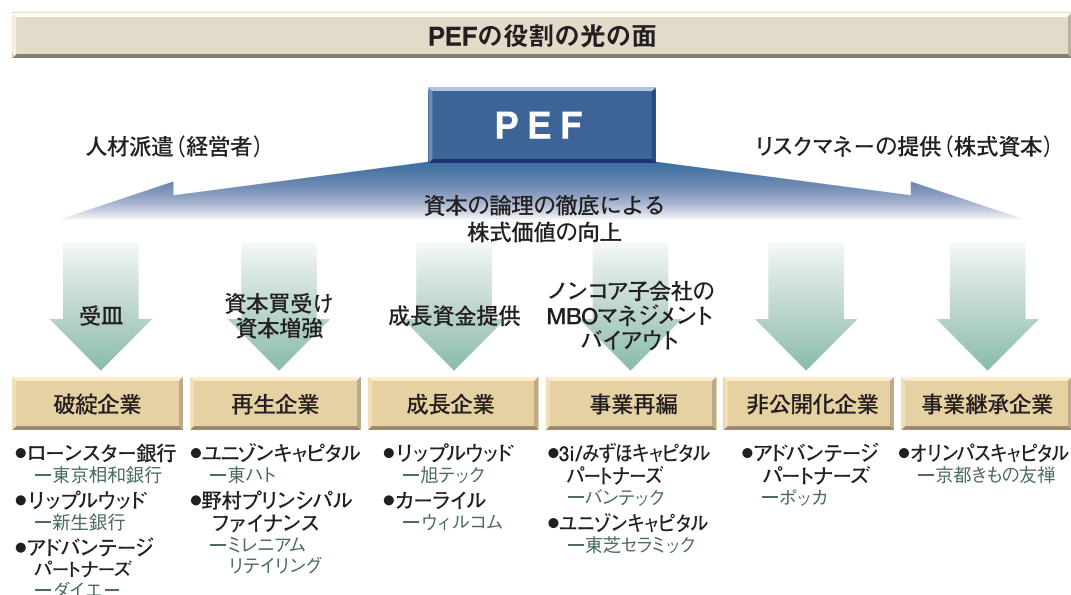 PEFの役割の光の面
PEF
人材派遣（経営者）
リスクマネーの提供（株式資本）
資本の論理の徹底による
株式価値の向上
受皿
資本買受け
資本増強
成長資金提供
ノンコア子会社の
MBOマネジメント
バイアウト
破綻企業
再生企業
成長企業
事業再編
非公開化企業
事業継承企業
●ローンスター銀行
ー東京相和銀行
●リップルウッド
ー新生銀行
●アドバンテージ
パートナーズ
ーダイエー
●ユニゾンキャピタル
ー東ハト
●野村プリンシパル
ファイナンス
ーミレニアム
リテイリング
●リップルウッド
ー旭テック
●カーライル
ーウィルコム
●3i/みずほキャピタル
パートナーズ
ーバンテック
●ユニゾンキャピタル
ー東芝セラミック
●アドバンテージ
パートナーズ
ーポッカ
●オリンパスキャピタル
ー京都きもの友禅